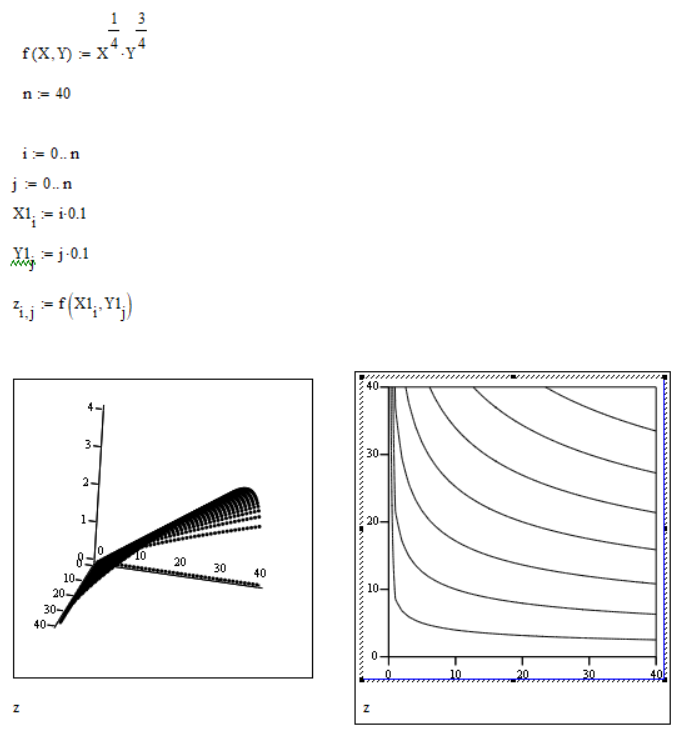 f(X,Y) := X^(1/4)·Y^(3/4)
n := 40
i := 0..n
j := 0..n
X1_i := i·0.1
Y1_j := j·0.1
z_i,j := f(X1_i,Y1_j)
4
3
2
1
0
0
0
10
20
30
40
10
20
30
40
z
40
30
20
10
0
0
10
20
30
40
z